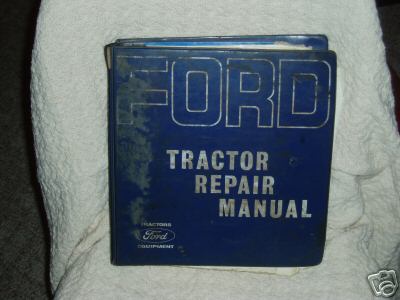 FORD
TRACTOR
REPAIR
MANUAL
TRACTORS
Ford
EQUIPMENT